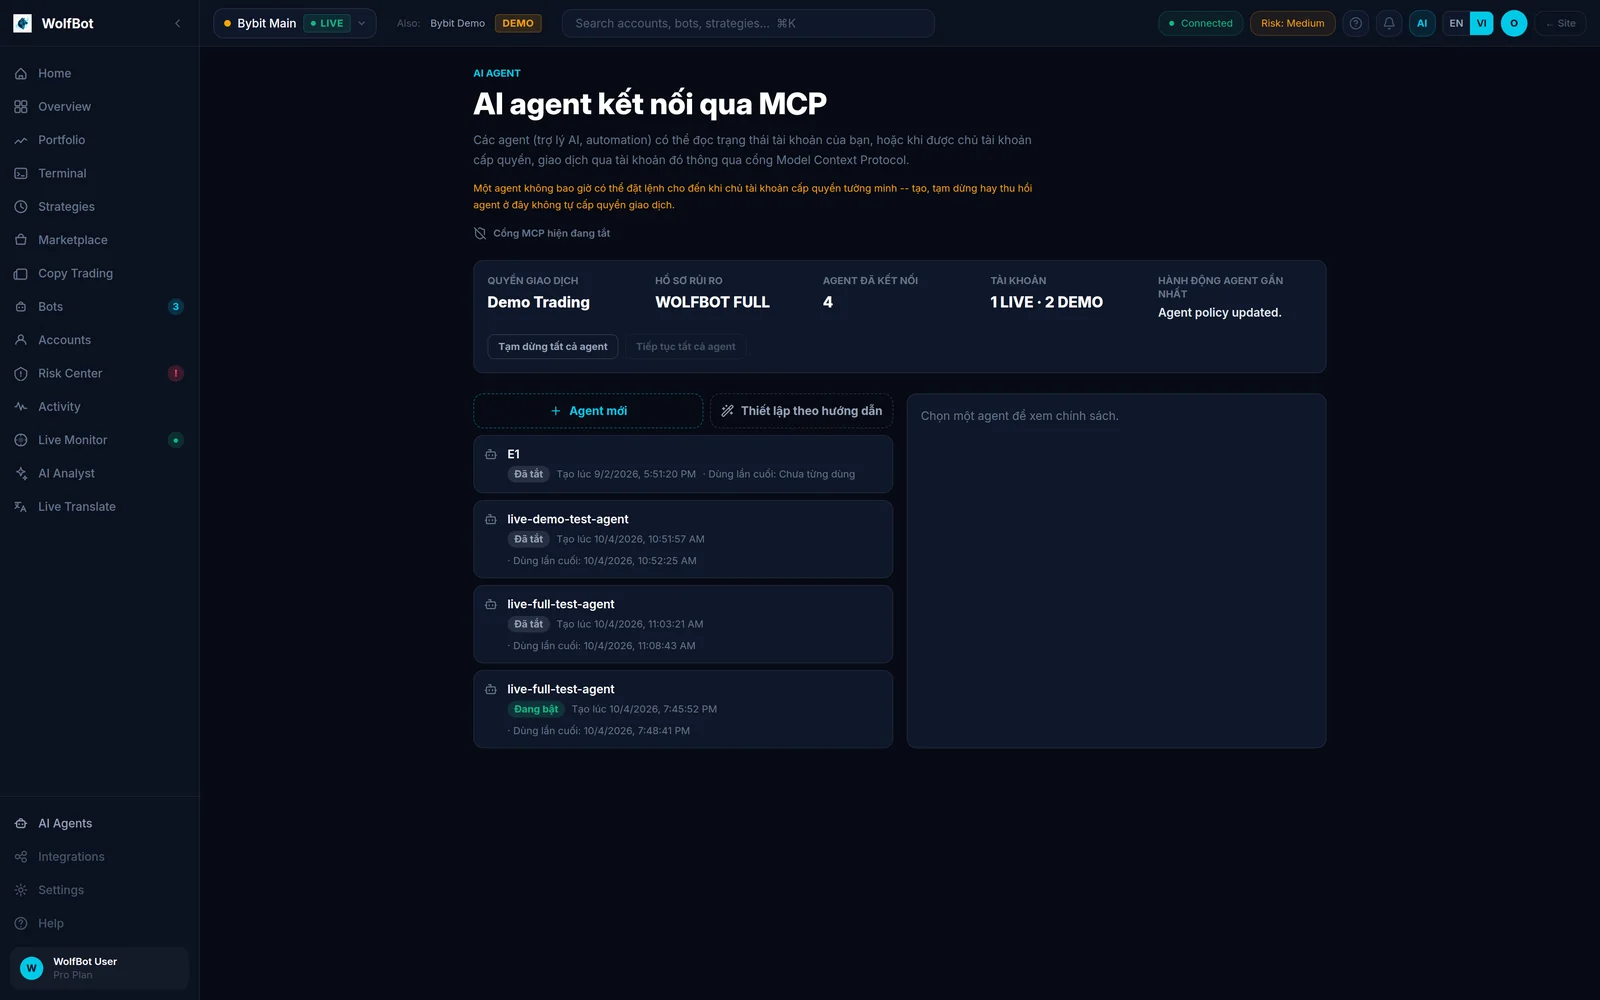 WolfBot
Bybit Main
LIVE
Also:
Bybit Demo
DEMO
Search accounts, bots, strategies... ⌘K
Connected
Risk: Medium
AI
EN
VI
O
← Site
Home
Overview
Portfolio
Terminal
Strategies
Marketplace
Copy Trading
Bots
3
Accounts
Risk Center
!
Activity
Live Monitor
AI Analyst
Live Translate
AI Agents
Integrations
Settings
Help
W
WolfBot User
Pro Plan
AI AGENT
AI agent kết nối qua MCP
Các agent (trợ lý AI, automation) có thể đọc trạng thái tài khoản của bạn, hoặc khi được chủ tài khoản
cấp quyền, giao dịch qua tài khoản đó thông qua cổng Model Context Protocol.
Một agent không bao giờ có thể đặt lệnh cho đến khi chủ tài khoản cấp quyền tường minh -- tạo, tạm dừng hay thu hồi
agent ở đây không tự cấp quyền giao dịch.
Cổng MCP hiện đang tắt
QUYỀN GIAO DỊCH
Demo Trading
HỒ SƠ RỦI RO
WOLFBOT FULL
AGENT ĐÃ KẾT NỐI
4
TÀI KHOẢN
1 LIVE · 2 DEMO
HÀNH ĐỘNG AGENT GẦN
NHẤT
Agent policy updated.
Tạm dừng tất cả agent
Tiếp tục tất cả agent
+ Agent mới
Thiết lập theo hướng dẫn
E1
Đã tắt
Tạo lúc 9/2/2026, 5:51:20 PM
· Dùng lần cuối: Chưa từng dùng
live-demo-test-agent
Đã tắt
Tạo lúc 10/4/2026, 10:51:57 AM
· Dùng lần cuối: 10/4/2026, 10:52:25 AM
live-full-test-agent
Đã tắt
Tạo lúc 10/4/2026, 11:03:21 AM
· Dùng lần cuối: 10/4/2026, 11:08:43 AM
live-full-test-agent
Đang bật
Tạo lúc 10/4/2026, 7:45:52 PM
· Dùng lần cuối: 10/4/2026, 7:48:41 PM
Chọn một agent để xem chính sách.